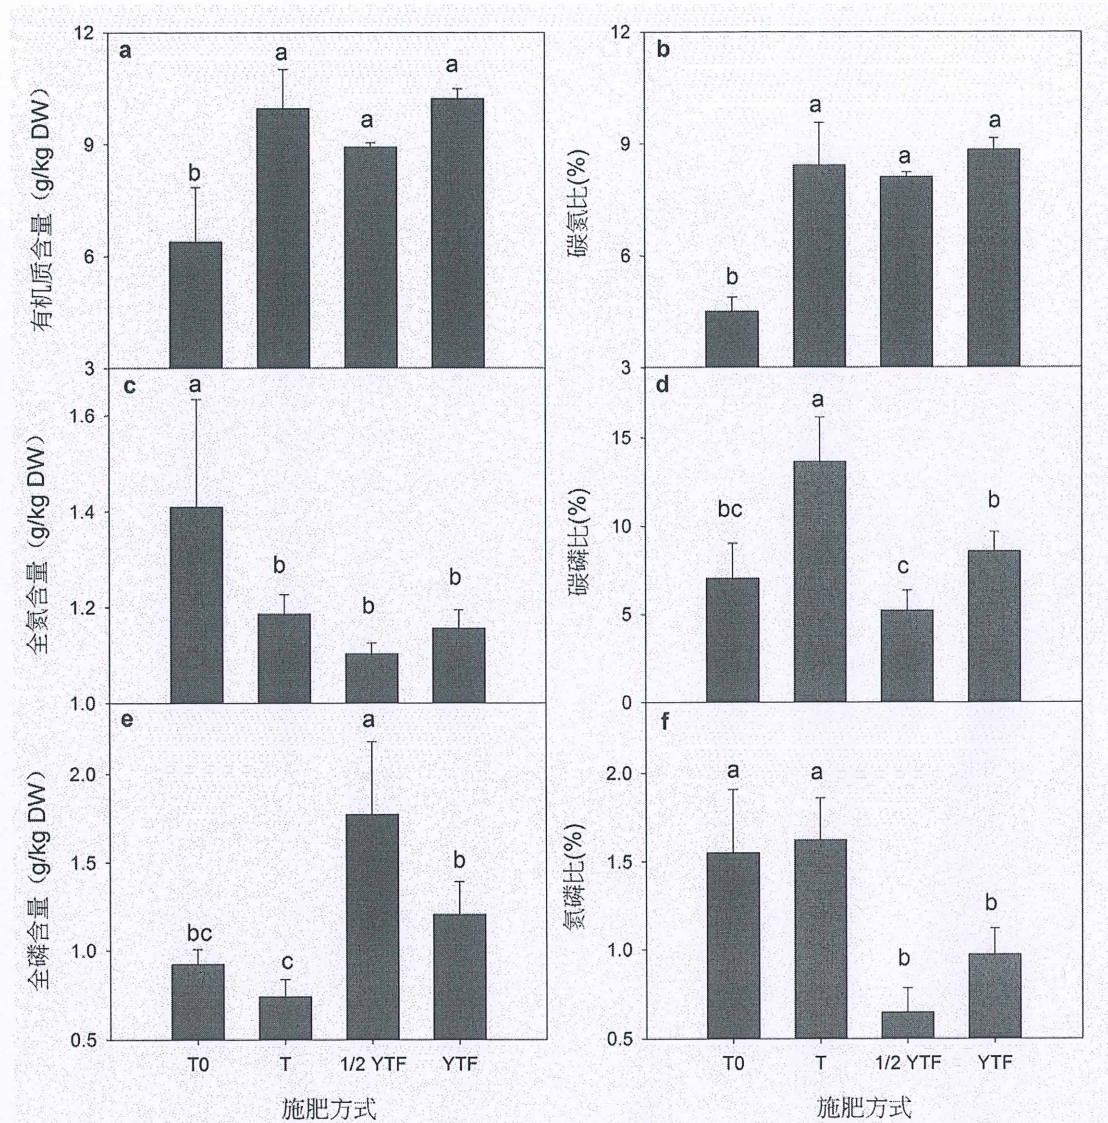 a
有机质含量（g/kg DW）
12
9
6
3
b
a
a
a
b
碳氮比(%)
12
9
6
3
b
a
a
a
c
全氮含量（g/kg DW）
1.6
1.4
1.2
1.0
a
b
b
b
d
碳磷比(%)
15
10
5
0
bc
a
c
b
e
全磷含量（g/kg DW）
2.0
1.5
1.0
0.5
bc
c
a
b
T0 T 1/2 YTF YTF
施肥方式
f
氮磷比(%)
2.0
1.5
1.0
0.5
a
a
b
b
T0 T 1/2 YTF YTF
施肥方式